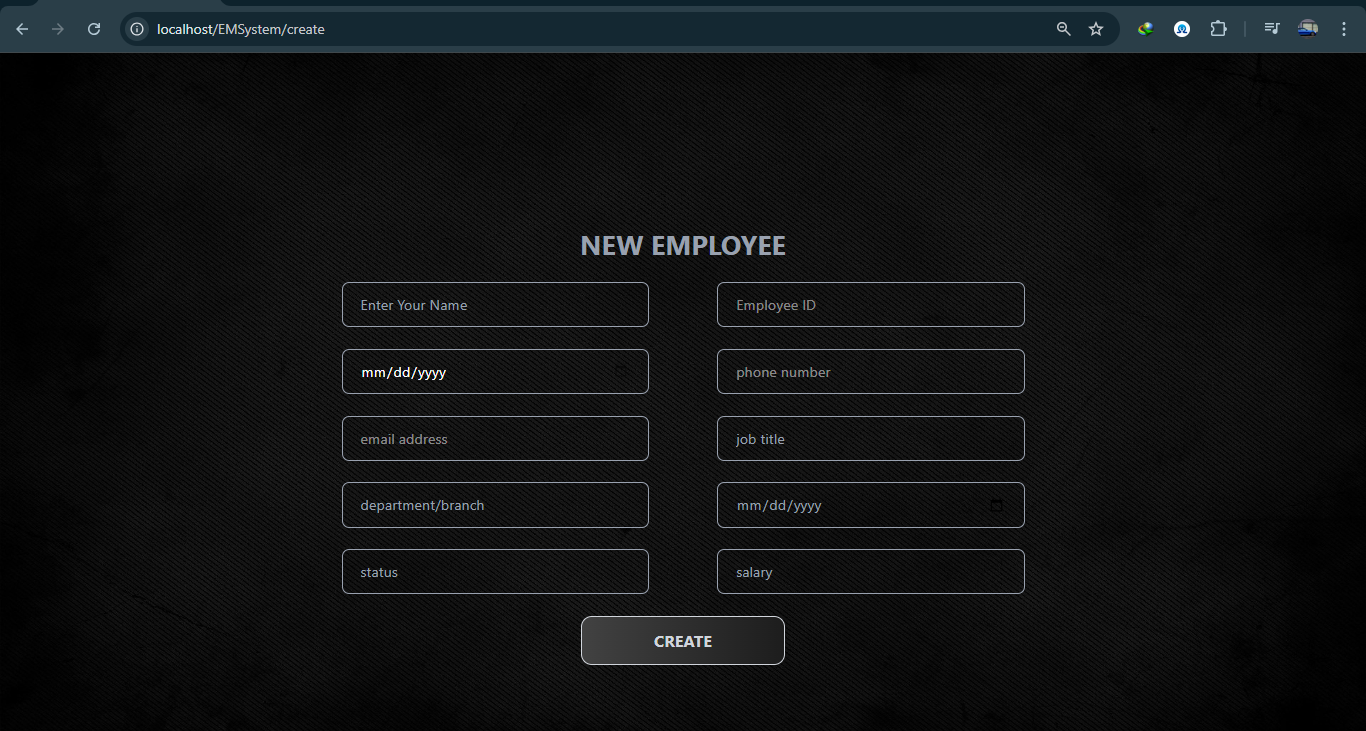 localhost/EMSystem/create
NEW EMPLOYEE
Enter Your Name
Employee ID
mm/dd/yyyy
phone number
email address
job title
department/branch
mm/dd/yyyy
status
salary
CREATE